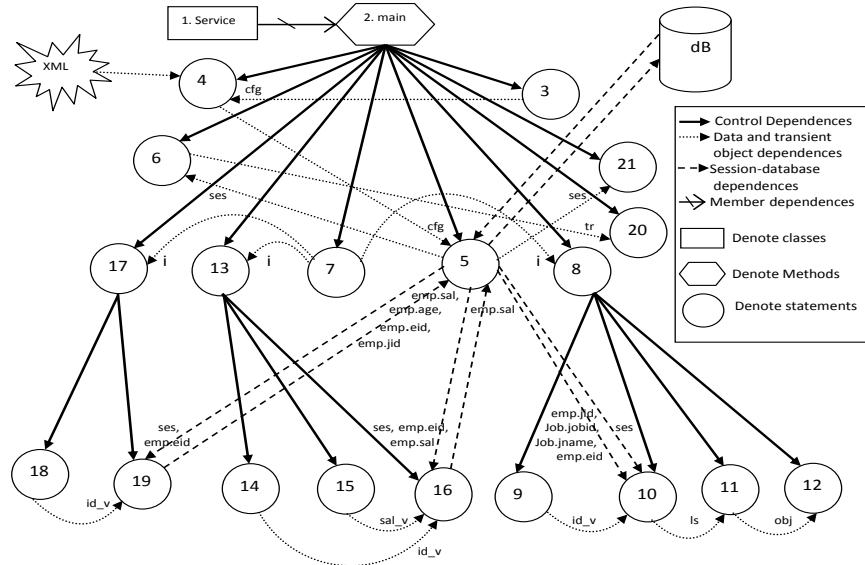 1. Service
2. main
dB
XML
4
cfg
3
Control Dependences
Data and transient
object dependences
Session-database
dependences
Member dependences
Denote classes
Denote Methods
Denote statements
6
21
ses
ses
cfg
tr
20
17
i
13
i
7
5
i
8
emp.sal,
emp.age,
emp.eid,
emp.jid
emp.sal
ses,
emp.eid
ses, emp.eid,
emp.sal
emp.jid,
Job.jobid,
Job.jname,
emp.eid
ses
18
19
14
15
16
9
10
11
12
id_v
sal_v
id_v
id_v
ls
obj